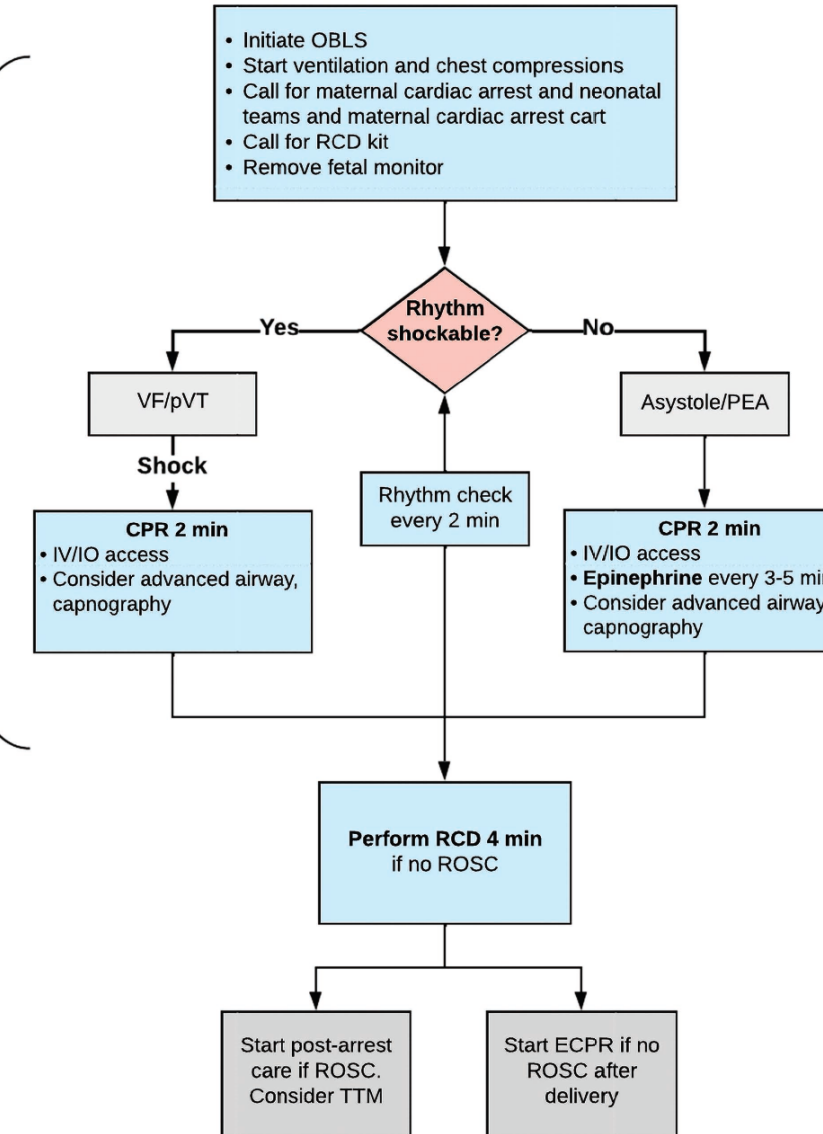 • Initiate OBLS
• Start ventilation and chest compressions
• Call for maternal cardiac arrest and neonatal
teams and maternal cardiac arrest cart
• Call for RCD kit
• Remove fetal monitor
Rhythm
shockable?
Yes
No
VF/pVT
Asystole/PEA
Shock
Rhythm check
every 2 min
CPR 2 min
• IV/IO access
• Consider advanced airway,
capnography
CPR 2 min
• IV/IO access
• Epinephrine every 3-5 min
• Consider advanced airway
capnography
Perform RCD 4 min
if no ROSC
Start post-arrest
care if ROSC.
Consider TTM
Start ECPR if no
ROSC after
delivery